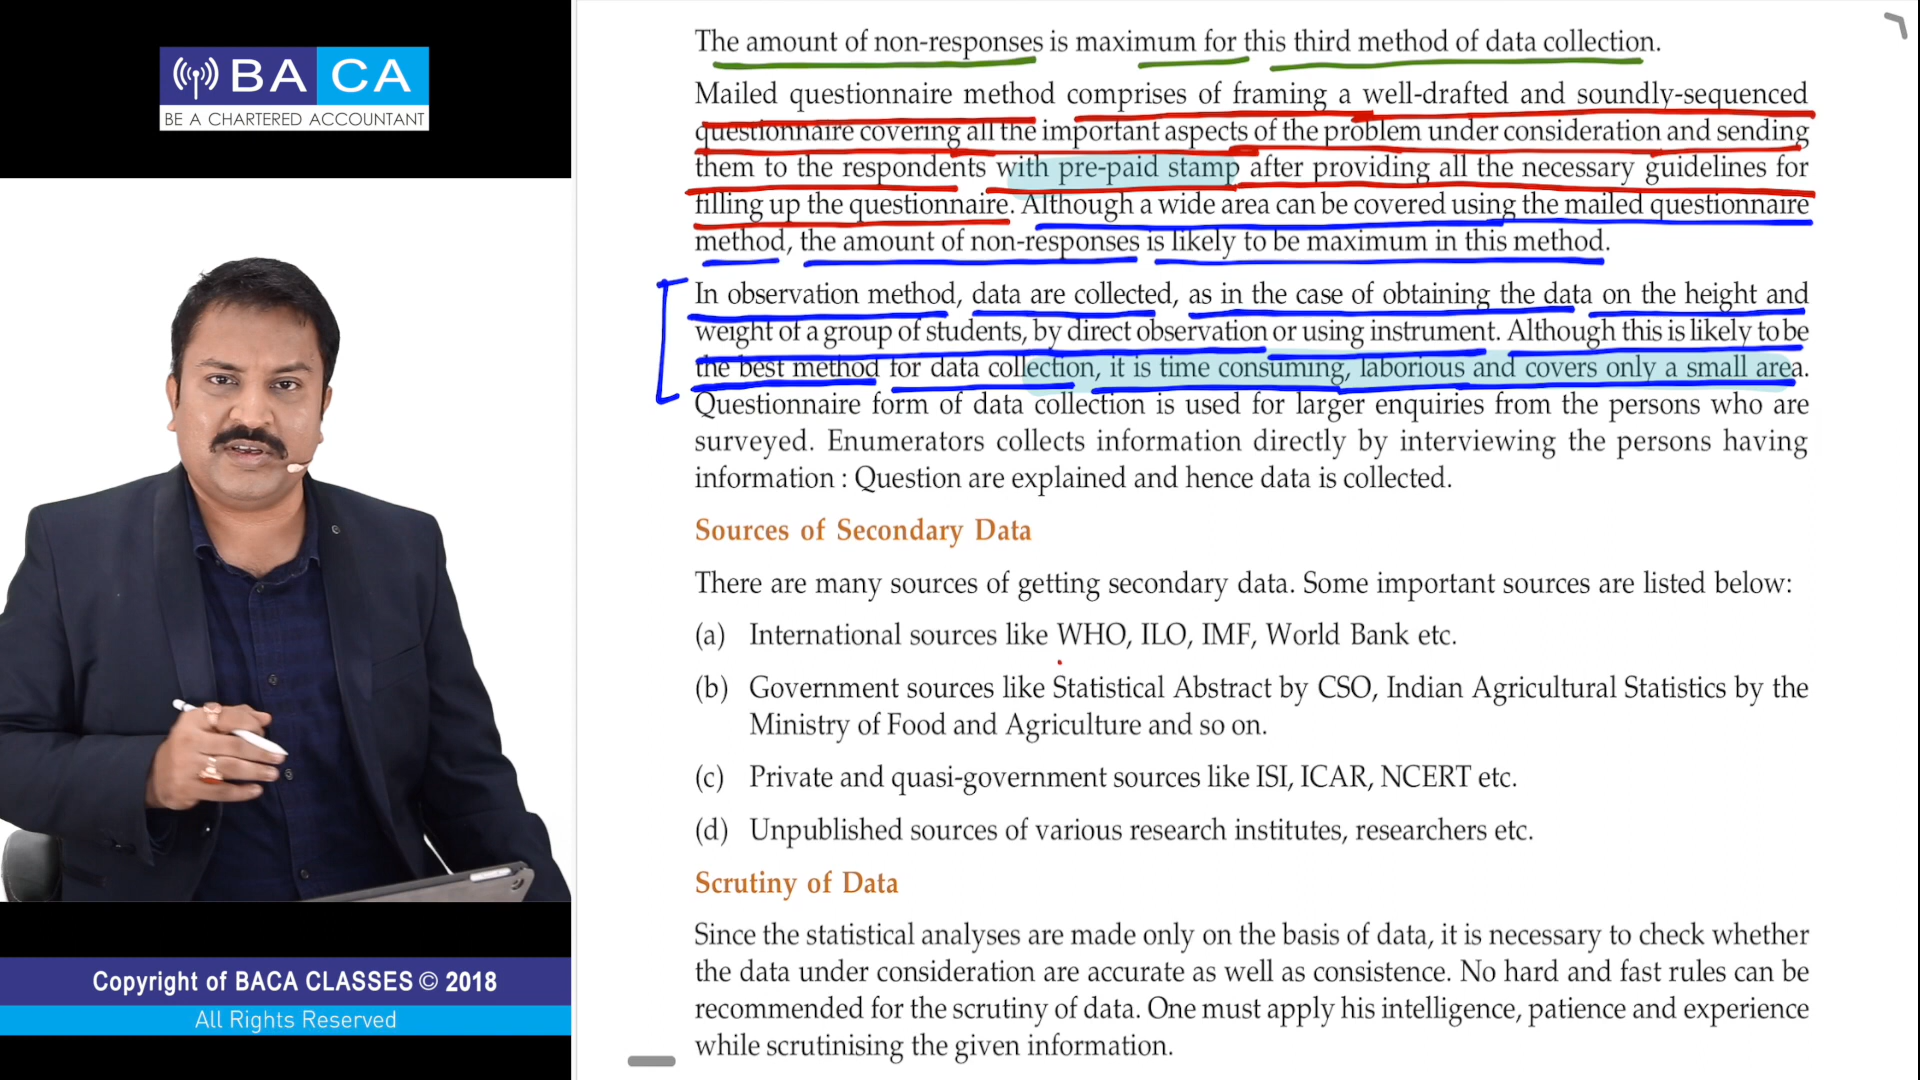 BA CA
BE A CHARTERED ACCOUNTANT
The amount of non-responses is maximum for this third method of data collection.
Mailed questionnaire method comprises of framing a well-drafted and soundly-sequenced
questionnaire covering all the important aspects of the problem under consideration and sending
them to the respondents with pre-paid stamp after providing all the necessary guidelines for
filling up the questionnaire. Although a wide area can be covered using the mailed questionnaire
method, the amount of non-responses is likely to be maximum in this method.
In observation method, data are collected, as in the case of obtaining the data on the height and
weight of a group of students, by direct observation or using instrument. Although this is likely to be
the best method for data collection, it is time consuming, laborious and covers only a small area.
Questionnaire form of data collection is used for larger enquiries from the persons who are
surveyed. Enumerators collects information directly by interviewing the persons having
information : Question are explained and hence data is collected.
Sources of Secondary Data
There are many sources of getting secondary data. Some important sources are listed below:
(a) International sources like WHO, ILO, IMF, World Bank etc.
(b) Government sources like Statistical Abstract by CSO, Indian Agricultural Statistics by the
Ministry of Food and Agriculture and so on.
(c) Private and quasi-government sources like ISI, ICAR, NCERT etc.
(d) Unpublished sources of various research institutes, researchers etc.
Scrutiny of Data
Since the statistical analyses are made only on the basis of data, it is necessary to check whether
the data under consideration are accurate as well as consistence. No hard and fast rules can be
recommended for the scrutiny of data. One must apply his intelligence, patience and experience
while scrutinising the given information.
Copyright of BACA CLASSES © 2018
All Rights Reserved